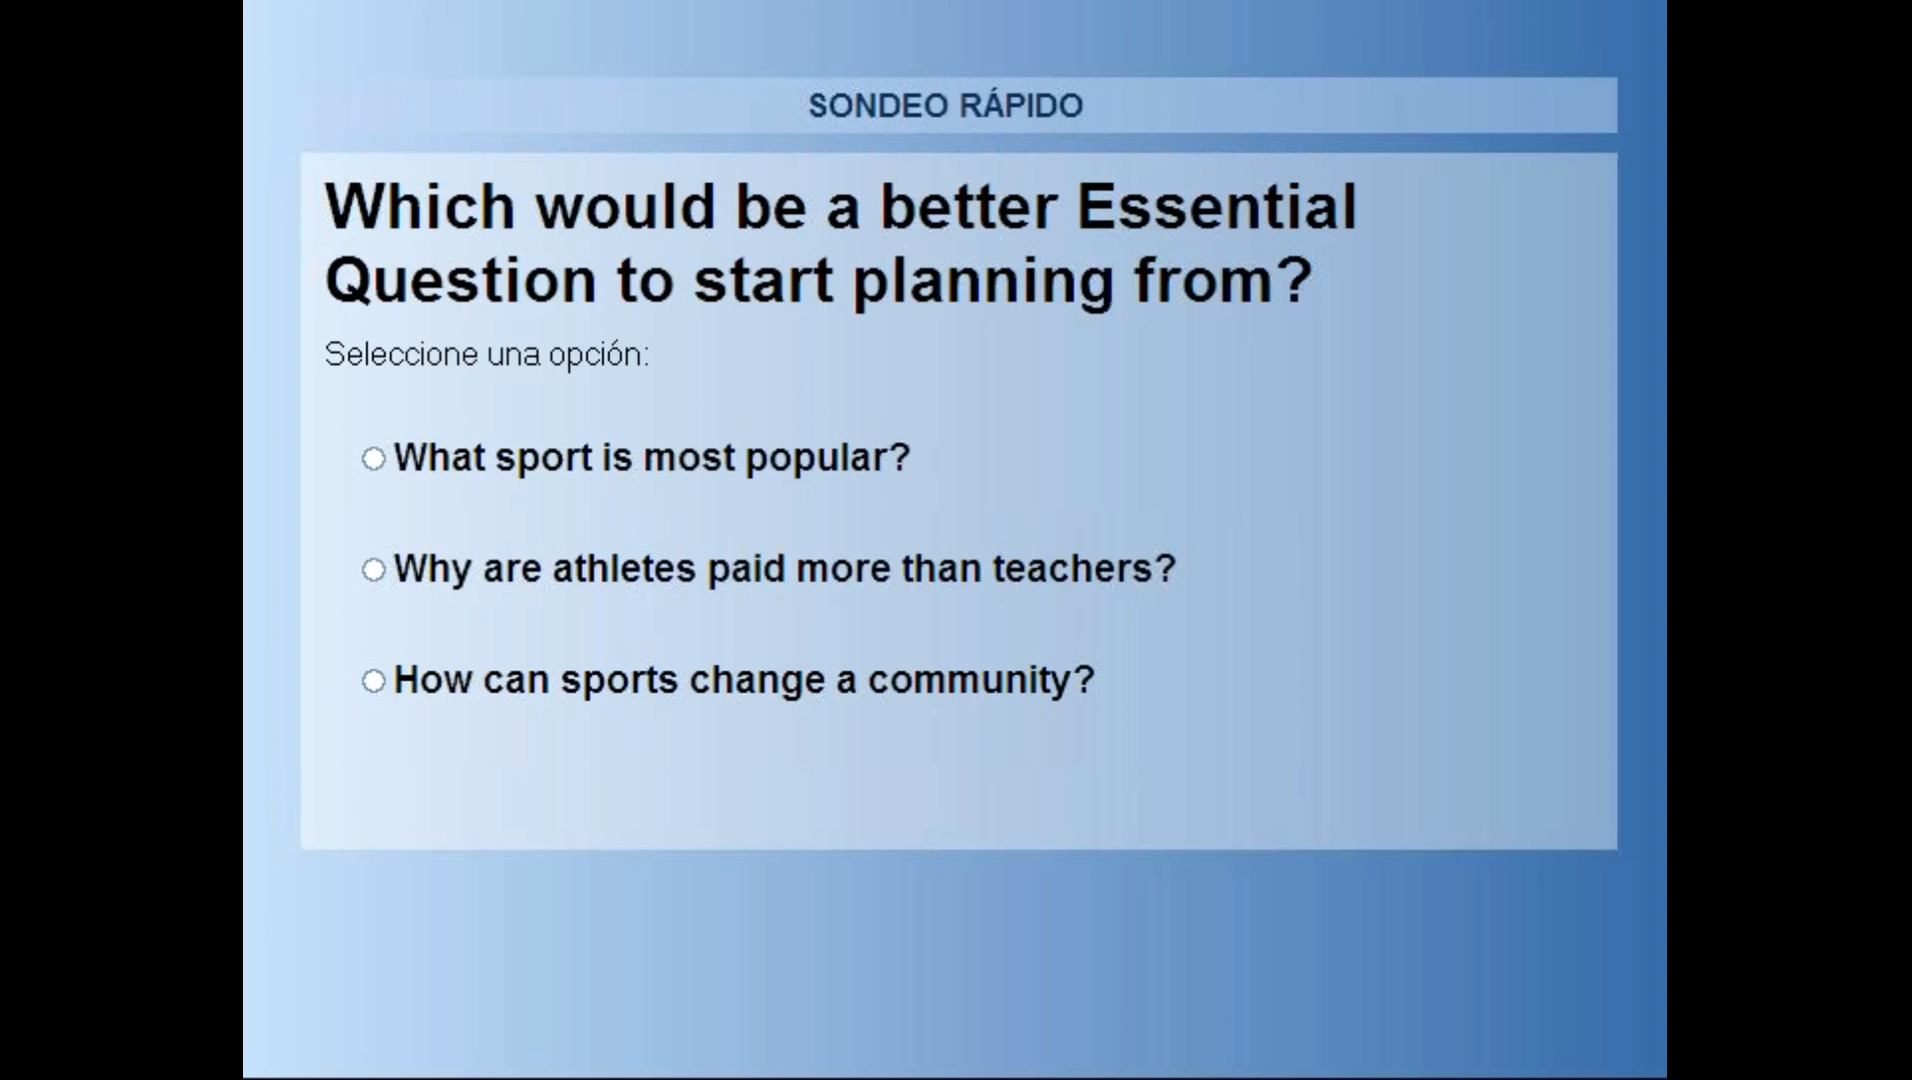 SONDEO RÁPIDO
Which would be a better Essential
Question to start planning from?
Seleccione una opción:
What sport is most popular?
Why are athletes paid more than teachers?
How can sports change a community?